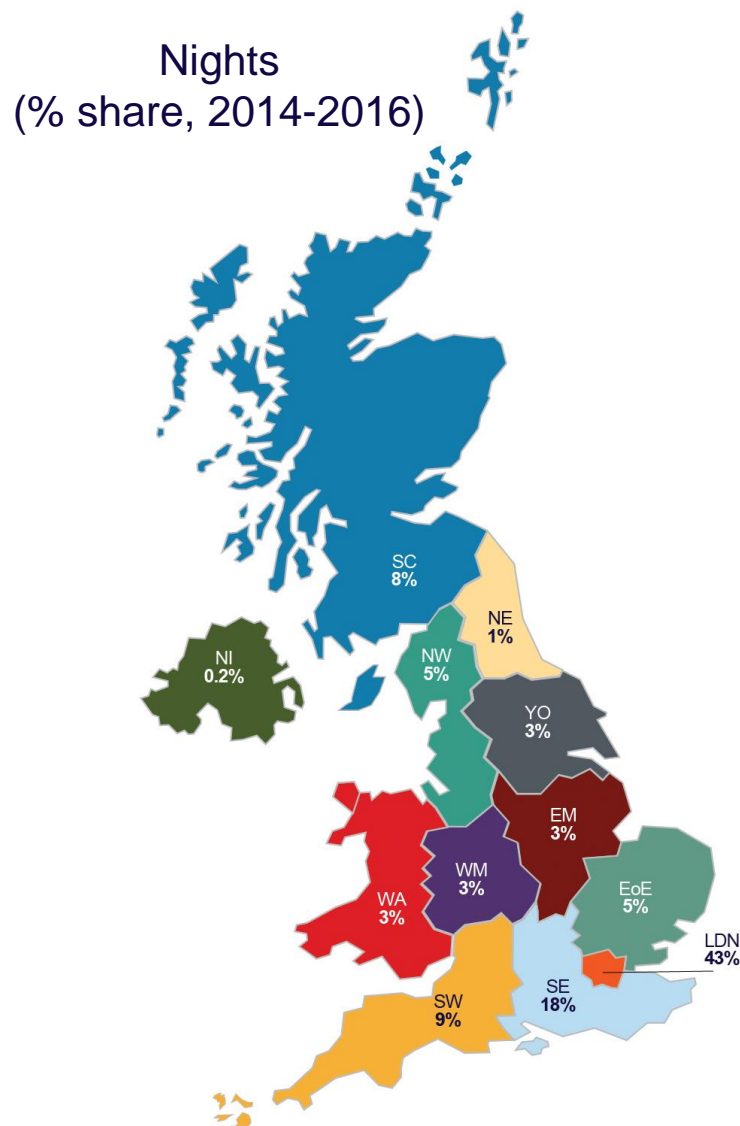 Nights
(% share, 2014-2016)
SC
8%
NE
1%
NI
0.2%
NW
5%
YO
3%
EM
3%
WM
3%
EoE
5%
WA
3%
LDN
43%
SE
18%
SW
9%